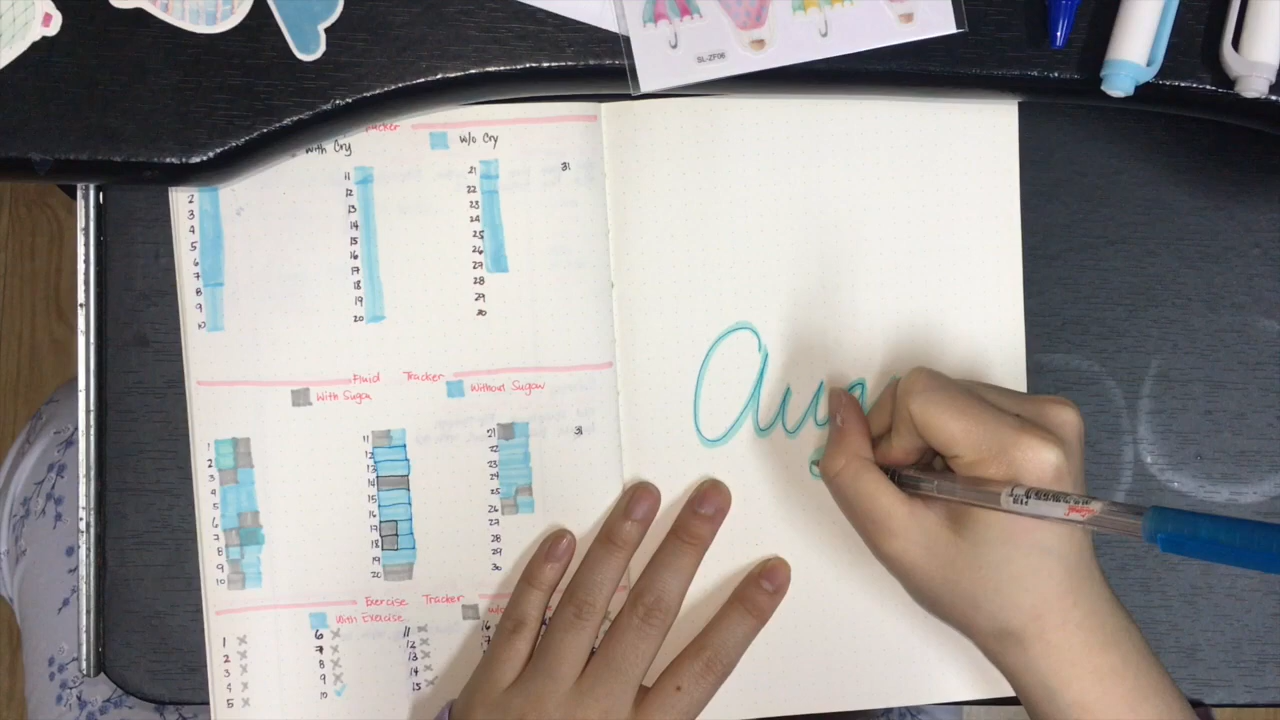 SL-ZF06
with Cry w/o Cry
11 21 31
2 12 22
3 13 23
4 14 24
5 15 25
6 16 26
7 17 27
8 18 28
9 19 29
10 20 30
Fluid Tracker
With Sugar Without Sugar
1 11 21 31
2 12 22
3 13 23
4 14 24
5 15 25
6 16 26
7 17 27
8 18 28
9 19 29
10 20 30
Exercise Tracker
With Exercise
1 6 11 16
2 7 12
3 8 13
4 9 14
5 10 15